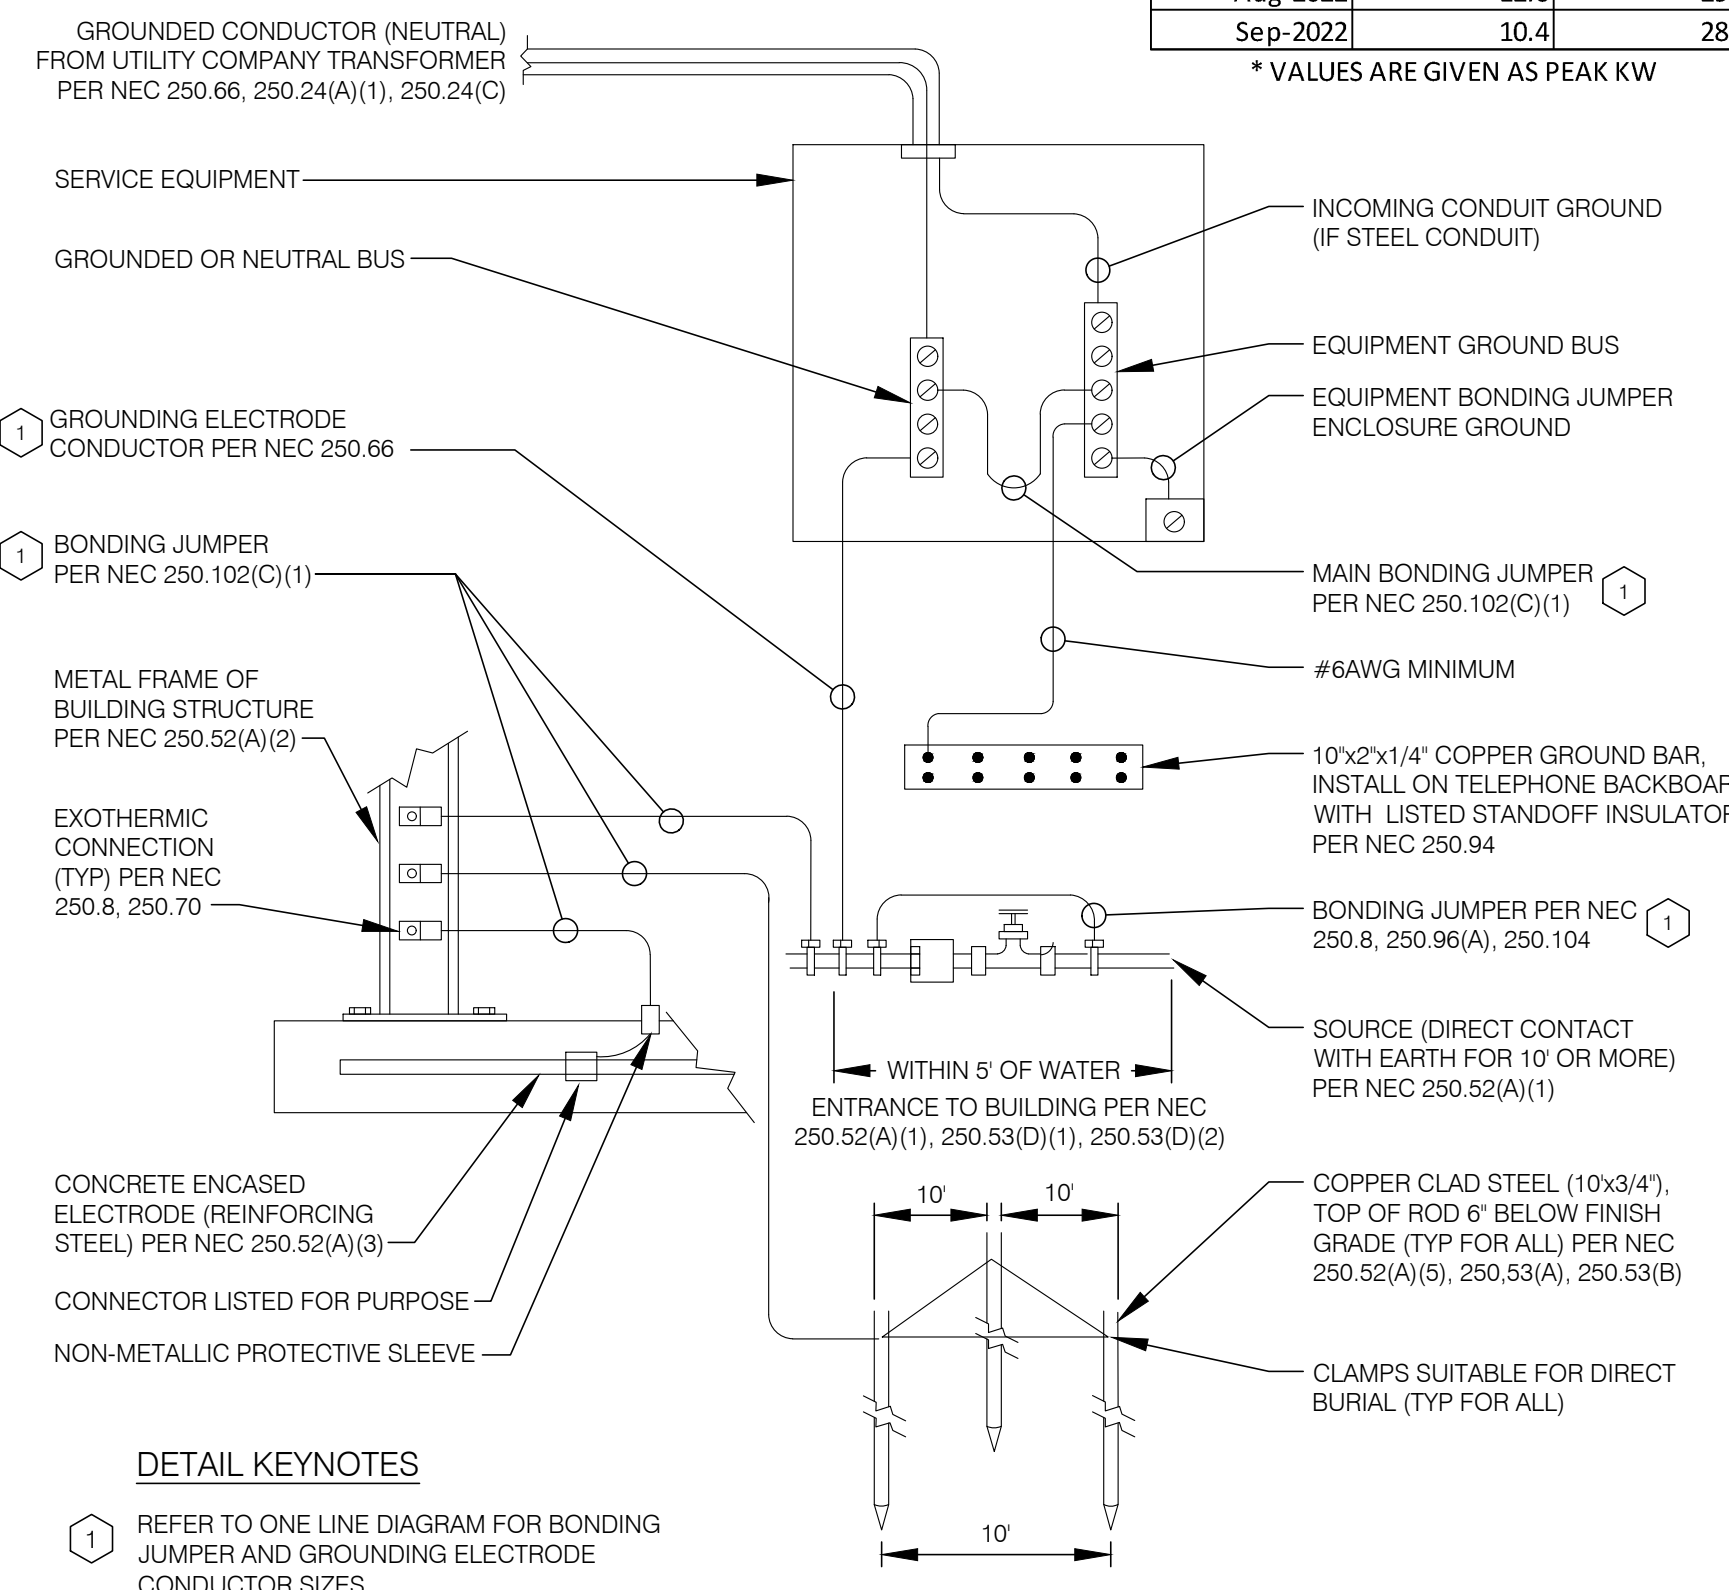 Sep-2022 10.4 28
* VALUES ARE GIVEN AS PEAK KW
GROUNDED CONDUCTOR (NEUTRAL)
FROM UTILITY COMPANY TRANSFORMER
PER NEC 250.66, 250.24(A)(1), 250.24(C)
SERVICE EQUIPMENT
GROUNDED OR NEUTRAL BUS
1
GROUNDING ELECTRODE
CONDUCTOR PER NEC 250.66
1
BONDING JUMPER
PER NEC 250.102(C)(1)
METAL FRAME OF
BUILDING STRUCTURE
PER NEC 250.52(A)(2)
EXOTHERMIC
CONNECTION
(TYP) PER NEC
250.8, 250.70
CONCRETE ENCASED
ELECTRODE (REINFORCING
STEEL) PER NEC 250.52(A)(3)
CONNECTOR LISTED FOR PURPOSE
NON-METALLIC PROTECTIVE SLEEVE
INCOMING CONDUIT GROUND
(IF STEEL CONDUIT)
EQUIPMENT GROUND BUS
EQUIPMENT BONDING JUMPER
ENCLOSURE GROUND
MAIN BONDING JUMPER
PER NEC 250.102(C)(1)
1
#6AWG MINIMUM
10"x2"x1/4" COPPER GROUND BAR,
INSTALL ON TELEPHONE BACKBOAR
WITH LISTED STANDOFF INSULATOR
PER NEC 250.94
BONDING JUMPER PER NEC
250.8, 250.96(A), 250.104
1
SOURCE (DIRECT CONTACT
WITH EARTH FOR 10' OR MORE)
PER NEC 250.52(A)(1)
WITHIN 5' OF WATER
ENTRANCE TO BUILDING PER NEC
250.52(A)(1), 250.53(D)(1), 250.53(D)(2)
10'
10'
COPPER CLAD STEEL (10'x3/4"),
TOP OF ROD 6" BELOW FINISH
GRADE (TYP FOR ALL) PER NEC
250.52(A)(5), 250,53(A), 250.53(B)
CLAMPS SUITABLE FOR DIRECT
BURIAL (TYP FOR ALL)
10'
DETAIL KEYNOTES
1
REFER TO ONE LINE DIAGRAM FOR BONDING
JUMPER AND GROUNDING ELECTRODE
CONDUCTOR SIZES